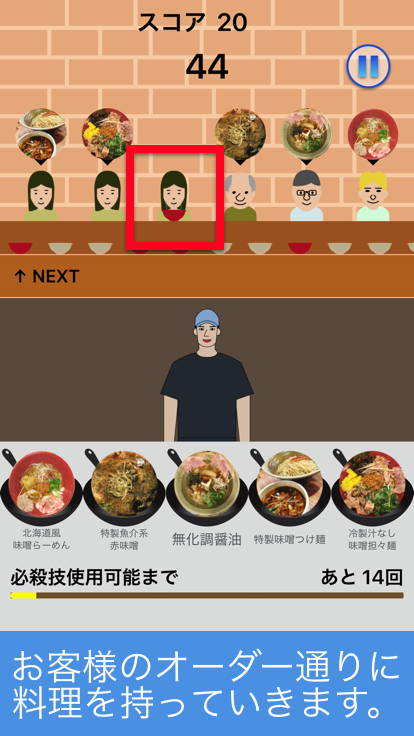 スコア 20
44
↑ NEXT
北海道風
味噌らーめん
特製魚介系
赤味噌
無化調醤油
特製味噌つけ麺
冷製汁なし
味噌担々麺
必殺技使用可能まで
あと 14回
お客様のオーダー通りに
料理を持っていきます。